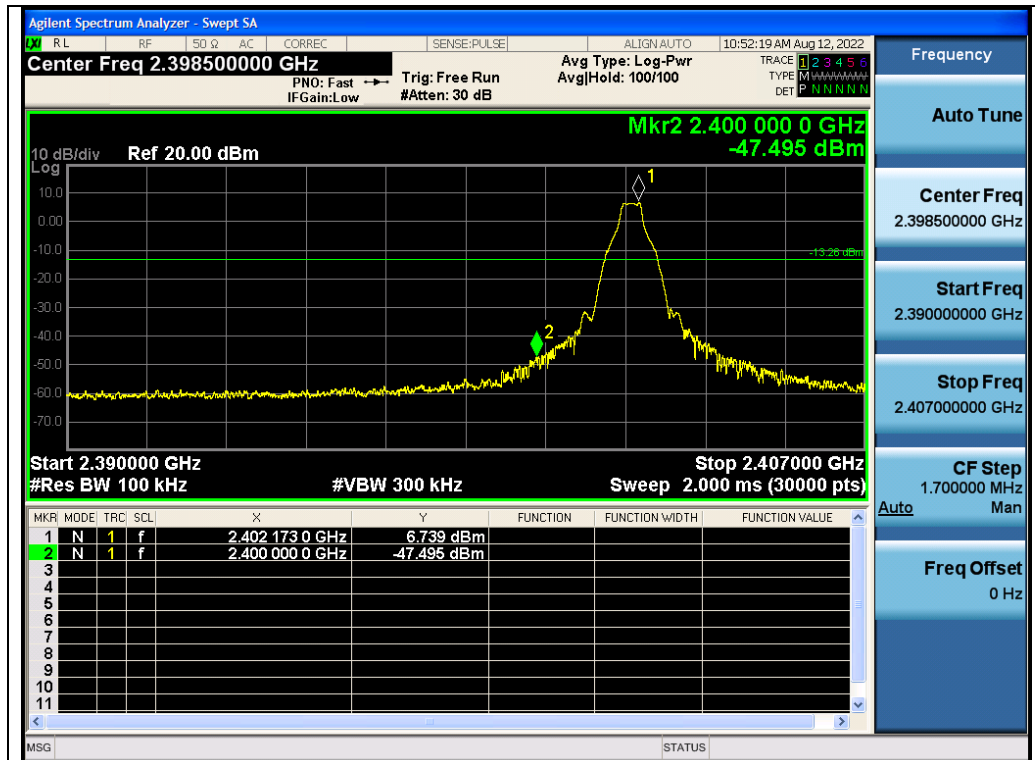 Agilent Spectrum Analyzer - Swept SA
LXI RL RF 50 Ω AC CORREC SENSE:PULSE ALIGN AUTO 10:52:19 AM Aug 12, 2022
Center Freq 2.398500000 GHz
PNO: Fast
IFGain:Low
Trig: Free Run
#Atten: 30 dB
Avg Type: Log-Pwr
Avg|Hold: 100/100
TRACE 1 2 3 4 5 6
TYPE M WWWWW
DET P N N N N N
Mkr2 2.400 000 0 GHz
-47.495 dBm
10 dB/div Ref 20.00 dBm
Log
10.0
0.00
-10.0
-20.0
-30.0
-40.0
-50.0
-60.0
-70.0
1
-13.26 dBm
2
Start 2.390000 GHz Stop 2.407000 GHz
#Res BW 100 kHz #VBW 300 kHz Sweep 2.000 ms (30000 pts)
MKR MODE TRC SCL X Y FUNCTION FUNCTION WIDTH FUNCTION VALUE
1 N 1 f 2.402 173 0 GHz 6.739 dBm
2 N 1 f 2.400 000 0 GHz -47.495 dBm
3
4
5
6
7
8
9
10
11
MSG STATUS
Frequency
Auto Tune
Center Freq
2.398500000 GHz
Start Freq
2.390000000 GHz
Stop Freq
2.407000000 GHz
CF Step
1.700000 MHz
Auto Man
Freq Offset
0 Hz